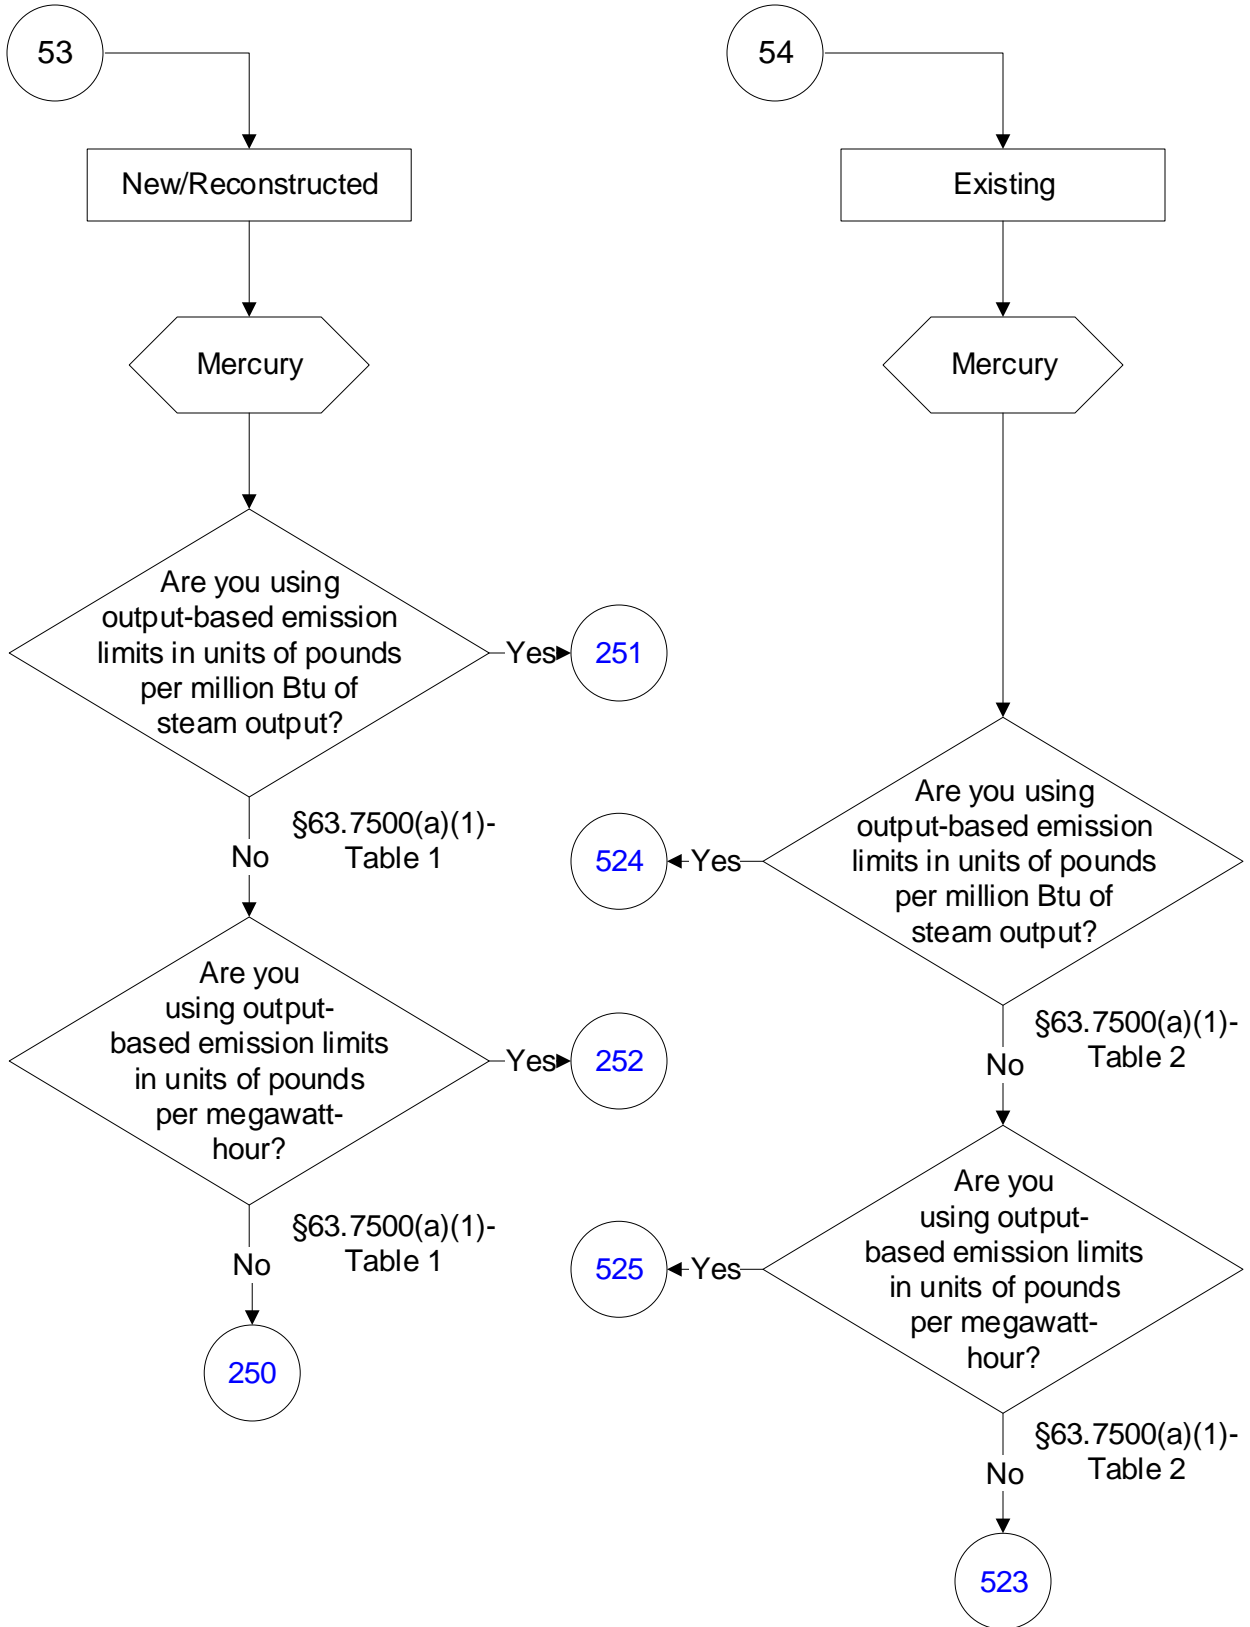 53
New/Reconstructed
Mercury
Are you using
output-based emission
limits in units of pounds
per million Btu of
steam output?
Yes
251
§63.7500(a)(1)-
Table 1
No
Are you
using output-
based emission limits
in units of pounds
per megawatt-
hour?
Yes
252
§63.7500(a)(1)-
Table 1
No
250
54
Existing
Mercury
Are you using
output-based emission
limits in units of pounds
per million Btu of
steam output?
Yes
524
§63.7500(a)(1)-
Table 2
No
Are you
using output-
based emission limits
in units of pounds
per megawatt-
hour?
Yes
525
§63.7500(a)(1)-
Table 2
No
523